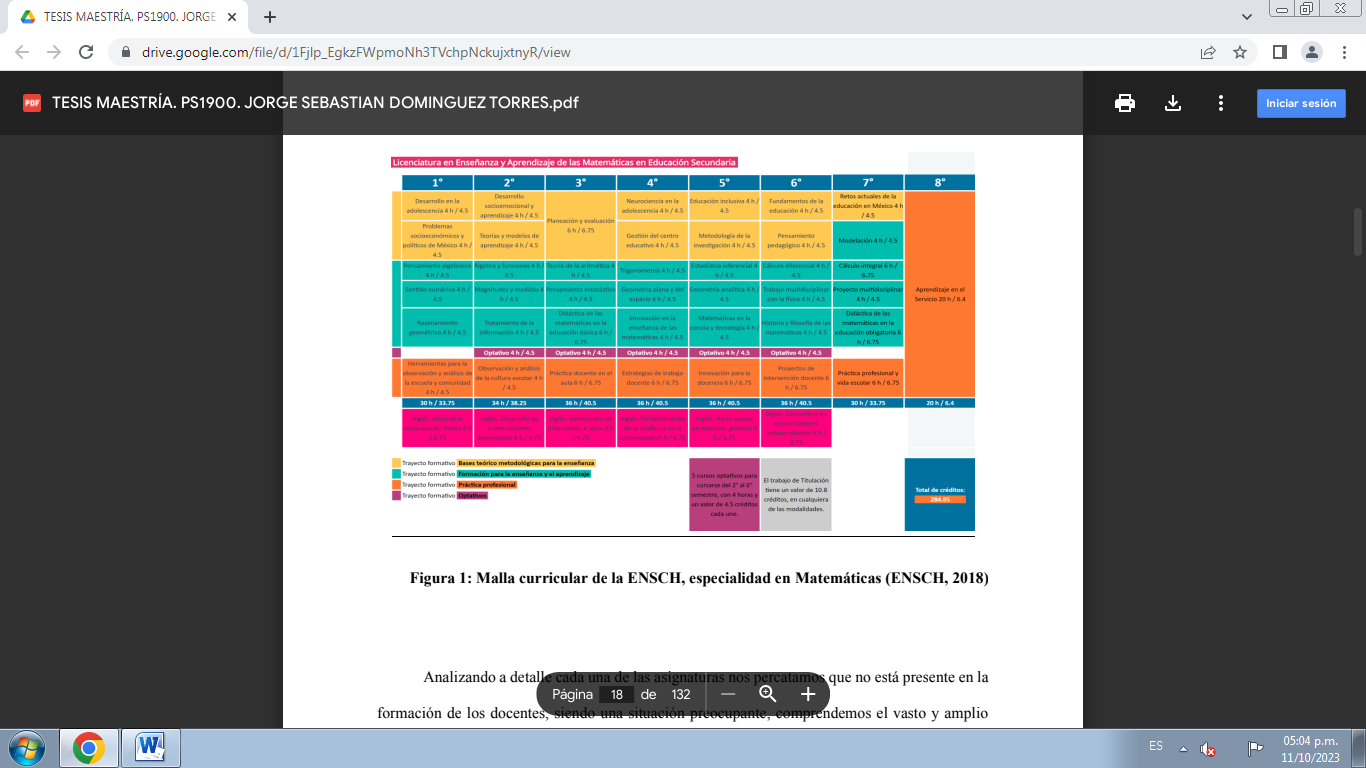 TESIS MAESTRÍA. PS1900. JORGE
drive.google.com/file/d/1FjIp_EgkzFWpmoNh3TVchpNckujxtnyR/view
PDF
TESIS MAESTRÍA. PS1900. JORGE SEBASTIAN DOMINGUEZ TORRES.pdf
Iniciar sesión
Licenciatura en Enseñanza y Aprendizaje de las Matemáticas en Educación Secundaria
1° 2° 3° 4° 5° 6° 7° 8°
Desarrollo en la
adolescencia 4 h / 4.5
Desarrollo
socioemocional y
aprendizaje 4 h / 4.5
Planeación y evaluación
6 h / 6.75
Neurociencia en la
adolescencia 4 h / 4.5
Educación inclusiva 4 h /
4.5
Fundamentos de la
educación 4 h / 4.5
Retos actuales de la
educación en México 4 h
/ 4.5
Problemas
socioeconómicos y
políticos de México 4 h /
4.5
Teorías y modelos de
aprendizaje 4 h / 4.5
Gestión del centro
educativo 4 h / 4.5
Metodología de la
investigación 4 h / 4.5
Pensamiento
pedagógico 4 h / 4.5
Modelación 4 h / 4.5
Pensamiento algebraico
4 h / 4.5
Álgebra y funciones 4 h /
4.5
Teoría de la aritmética 4
h / 4.5
Trigonometría 4 h / 4.5
Estadística inferencial 4
h / 4.5
Cálculo diferencial 4 h /
4.5
Cálculo integral 6 h /
6.75
Sentido numérico 4 h /
4.5
Magnitudes y medidas 4
h / 4.5
Pensamiento estocástico
4 h / 4.5
Geometría plana y del
espacio 4 h / 4.5
Geometría analítica 4 h /
4.5
Trabajo multidisciplinar
con la física 4 h / 4.5
Proyecto multidisciplinar
4 h / 4.5
Aprendizaje en el
Servicio 20 h / 6.4
Razonamiento
geométrico 4 h / 4.5
Tratamiento de la
información 4 h / 4.5
Didáctica de las
matemáticas en la
educación básica 6 h /
6.75
Innovación en la
enseñanza de las
matemáticas 4 h / 4.5
Matemáticas en la
ciencia y tecnología 4 h /
4.5
Historia y filosofía de las
matemáticas 4 h / 4.5
Didáctica de las
matemáticas en la
educación obligatoria 6
h / 6.75
Optativo 4 h / 4.5 Optativo 4 h / 4.5 Optativo 4 h / 4.5 Optativo 4 h / 4.5 Optativo 4 h / 4.5
Herramientas para la
observación y análisis de
la escuela y comunidad
4 h / 4.5
Observación y análisis
de la cultura escolar 4 h
/ 4.5
Práctica docente en el
aula 6 h / 6.75
Estrategias de trabajo
docente 6 h / 6.75
Innovación para la
docencia 6 h / 6.75
Proyectos de
intervención docente 6
h / 6.75
Práctica profesional y
vida escolar 6 h / 6.75
30 h / 33.75 34 h / 38.25 36 h / 40.5 36 h / 40.5 36 h / 40.5 36 h / 40.5 30 h / 33.75 20 h / 6.4
Trayecto formativo Bases teórico metodológicas para la enseñanza
Trayecto formativo Formación para la enseñanza y el aprendizaje
Trayecto formativo Práctica profesional
Trayecto formativo Optativos
5 cursos optativos para
cursarse del 2° al 6°
semestre, con 4 horas y
un valor de 4.5 créditos
cada uno.
El trabajo de Titulación
tiene un valor de 10.8
créditos, en cualquiera
de las modalidades.
Total de créditos:
284.95
Figura 1: Malla curricular de la ENSCH, especialidad en Matemáticas (ENSCH, 2018)
Analizando a detalle cada una de las asignaturas nos percatamos que no está presente en la
Página 18 de 132
formación de los docentes, siendo una situación preocupante, comprendemos el vasto y amplio
ES
05:04 p.m.
11/10/2023